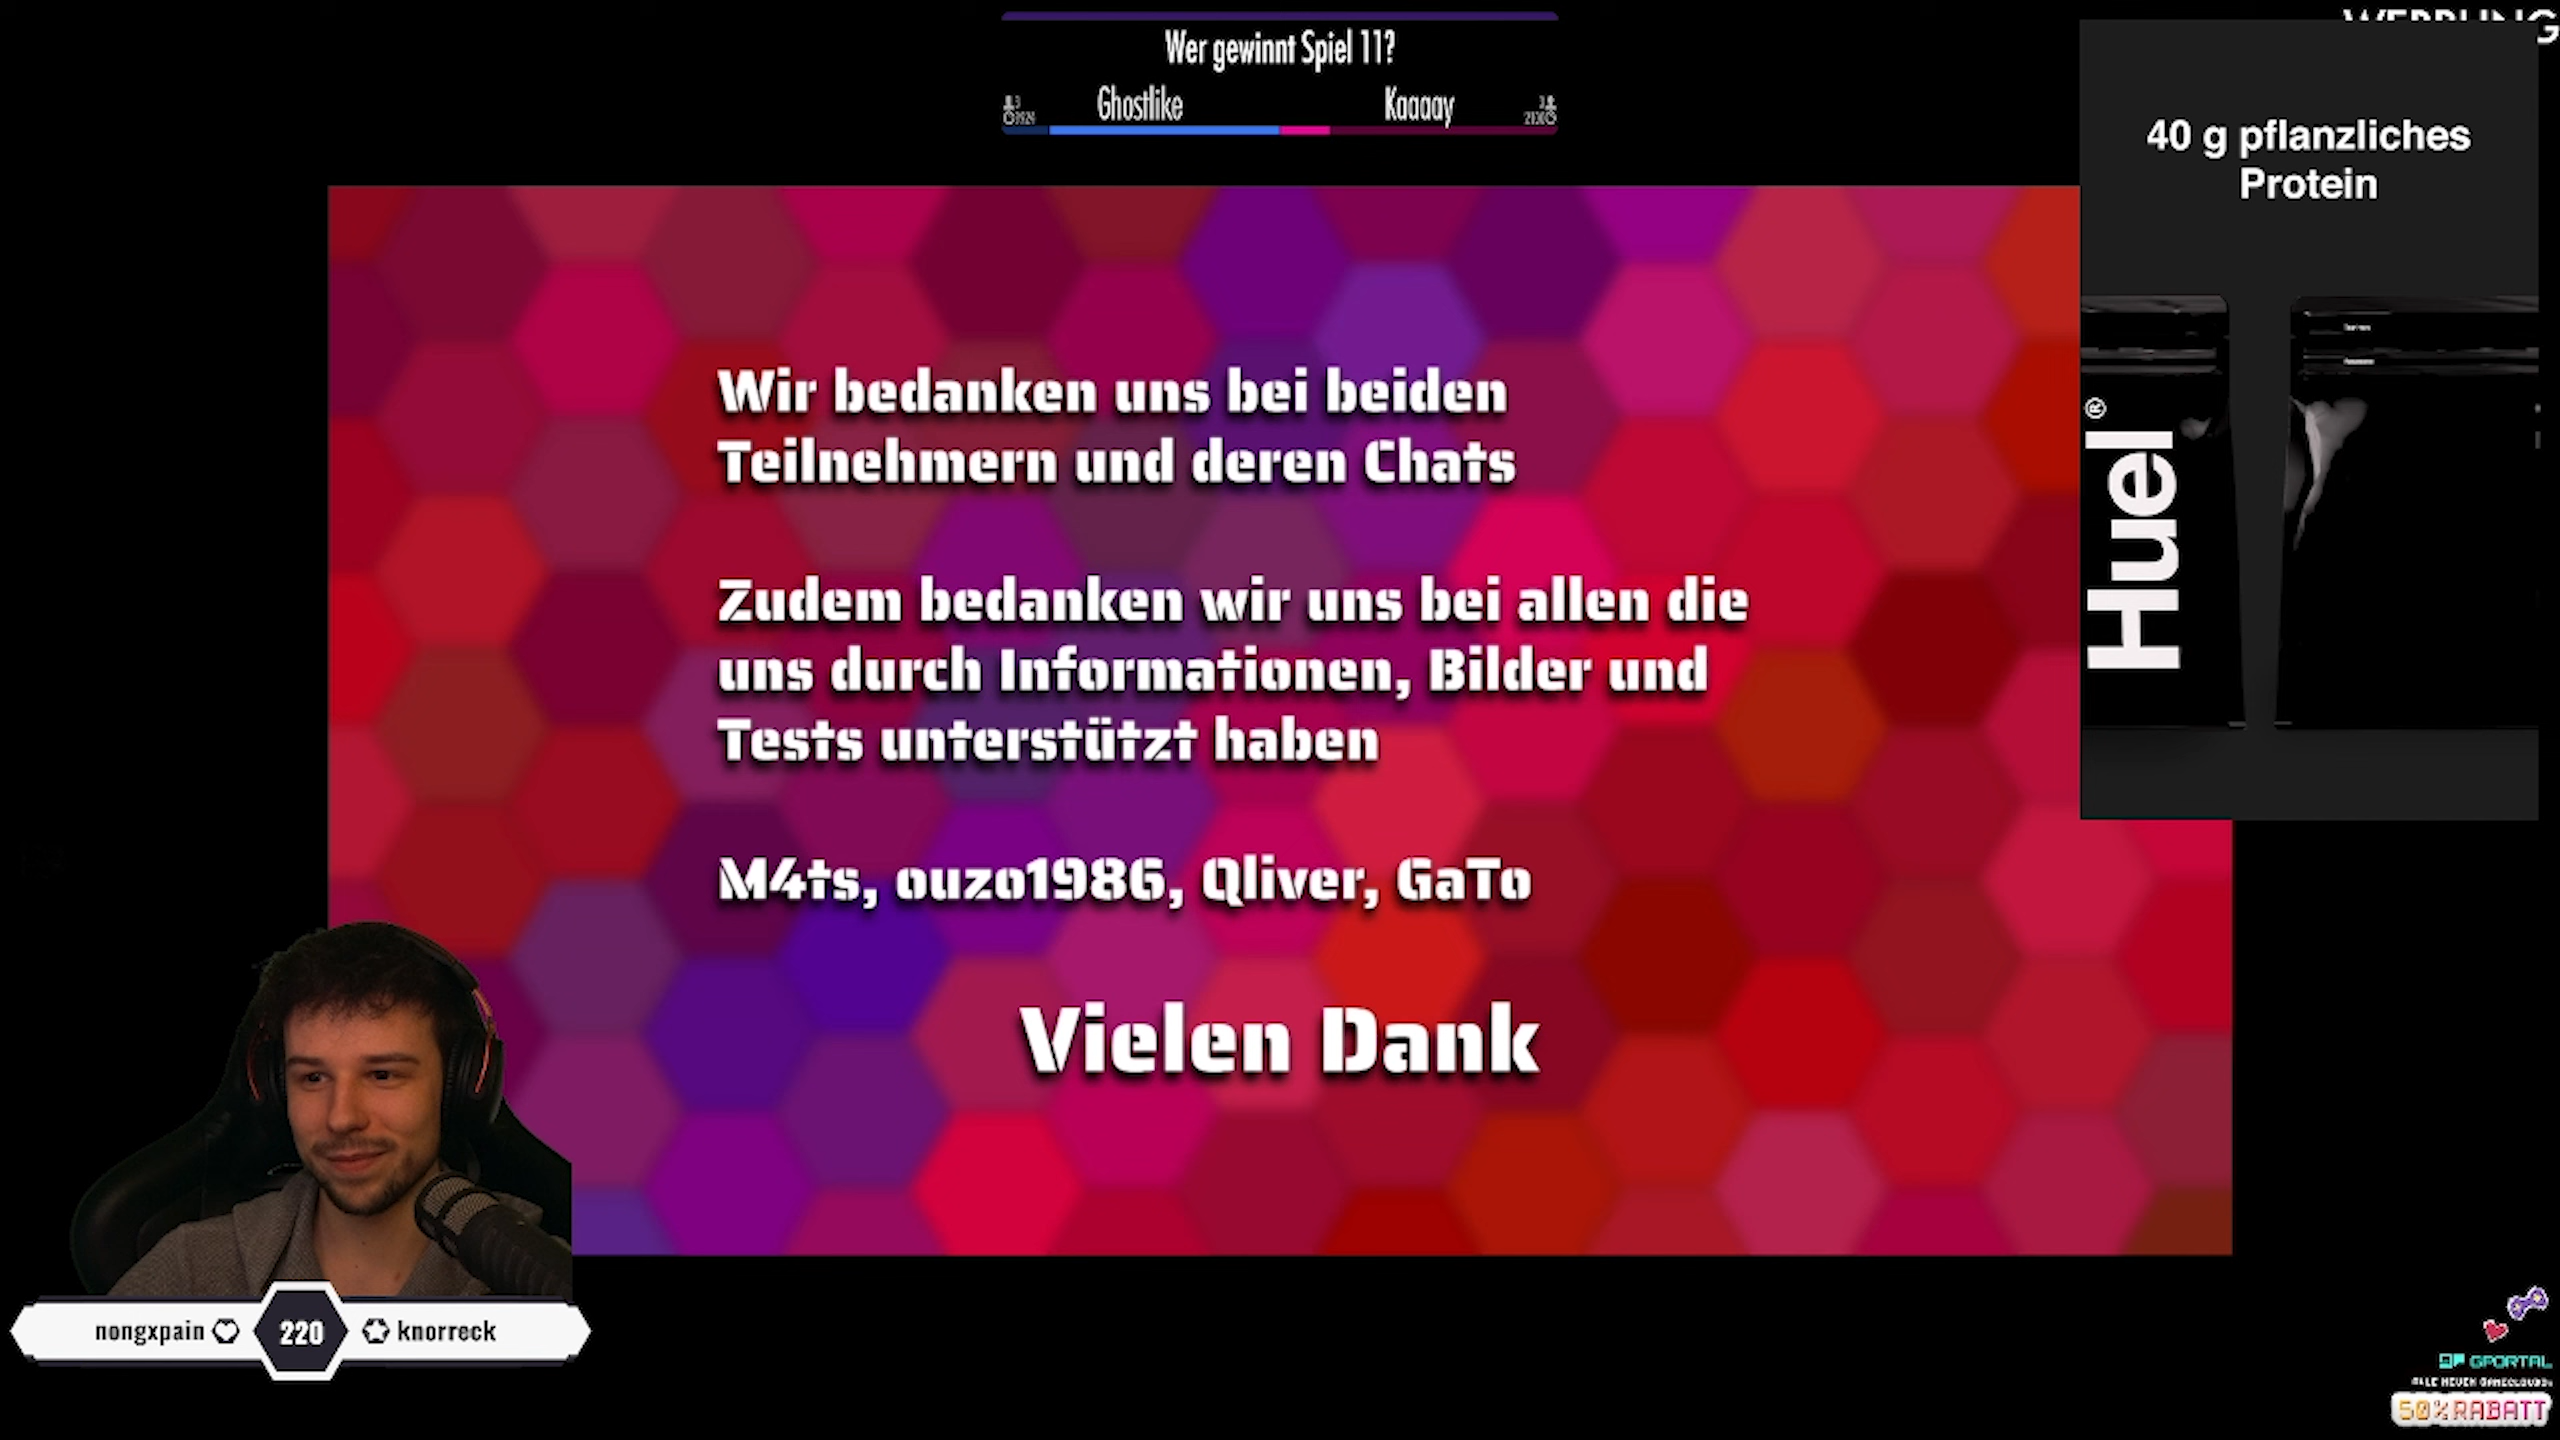 WERBUNG
Wer gewinnt Spiel 11?
Ghostlike
Kaaaay
40 g pflanzliches
Protein
Huel®
Wir bedanken uns bei beiden
Teilnehmern und deren Chats
Zudem bedanken wir uns bei allen die
uns durch Informationen, Bilder und
Tests unterstützt haben
M4ts, ouzo1986, Qliver, GaTo
Vielen Dank
nongxpain 220 knorreck
GPORTAL
50% RABATT